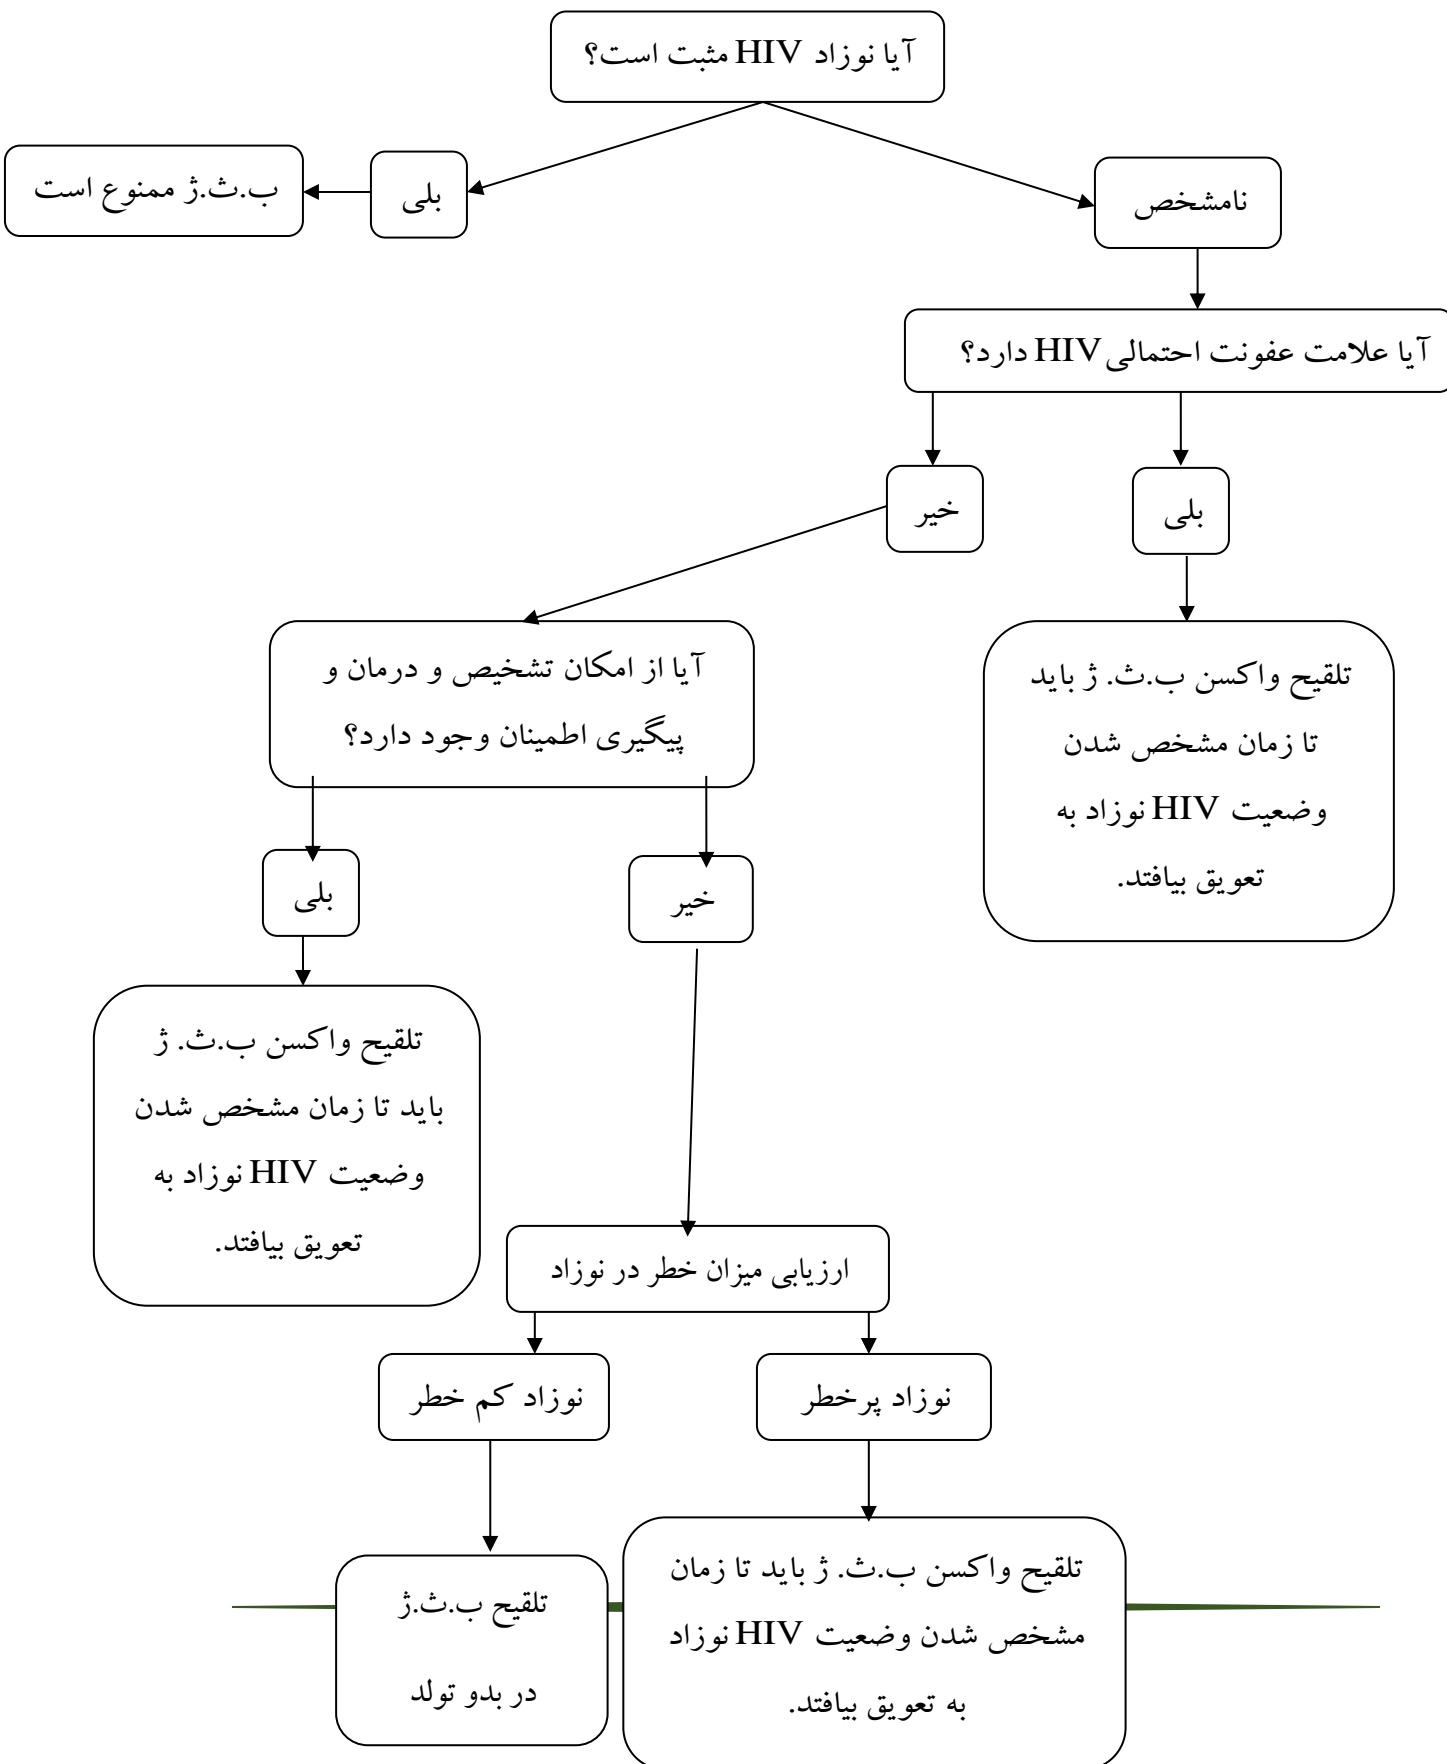 آیا نوزاد HIV مثبت است؟
نامشخص
بلی
ب.ث.ژ ممنوع است
آیا علامت عفونت احتمالی HIV دارد؟
بلی
خیر
تلقیح واکسن ب.ث. ژ باید
تا زمان مشخص شدن
وضعیت HIV نوزاد به
تعویق بیافتد.
آیا از امکان تشخیص و درمان و
پیگیری اطمینان وجود دارد؟
خیر
بلی
تلقیح واکسن ب.ث. ژ
باید تا زمان مشخص شدن
وضعیت HIV نوزاد به
تعویق بیافتد.
ارزیابی میزان خطر در نوزاد
نوزاد پرخطر
نوزاد کم خطر
تلقیح واکسن ب.ث. ژ باید تا زمان
مشخص شدن وضعیت HIV نوزاد
به تعویق بیافتد.
تلقیح ب.ث.ژ
در بدو تولد